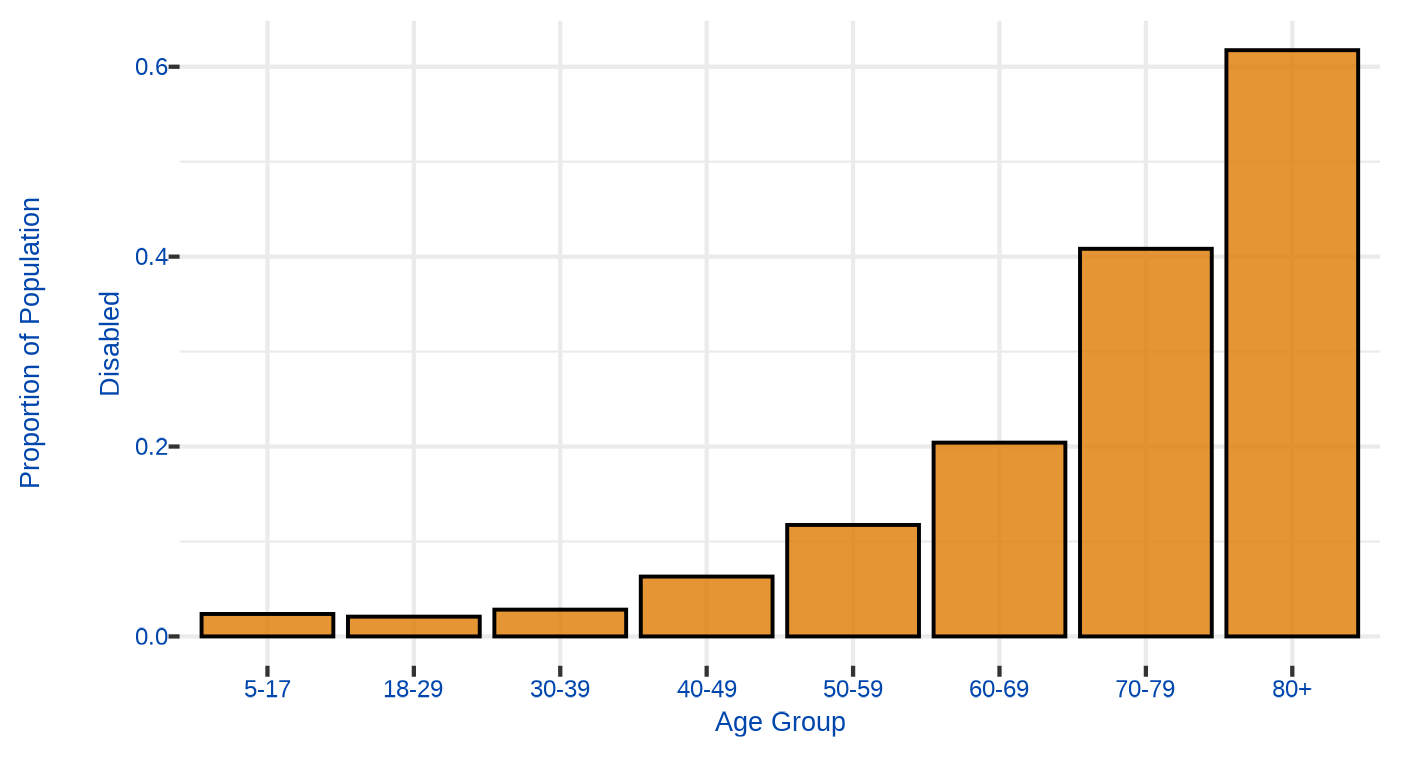 Proportion of Population
Disabled
0.6
0.4
0.2
0.0
5-17 18-29 30-39 40-49 50-59 60-69 70-79 80+
Age Group